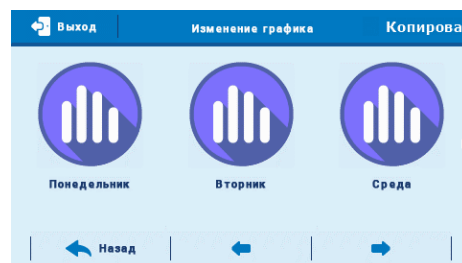 Выход Изменение графика Копирова
Понедельник Вторник Среда
Назад